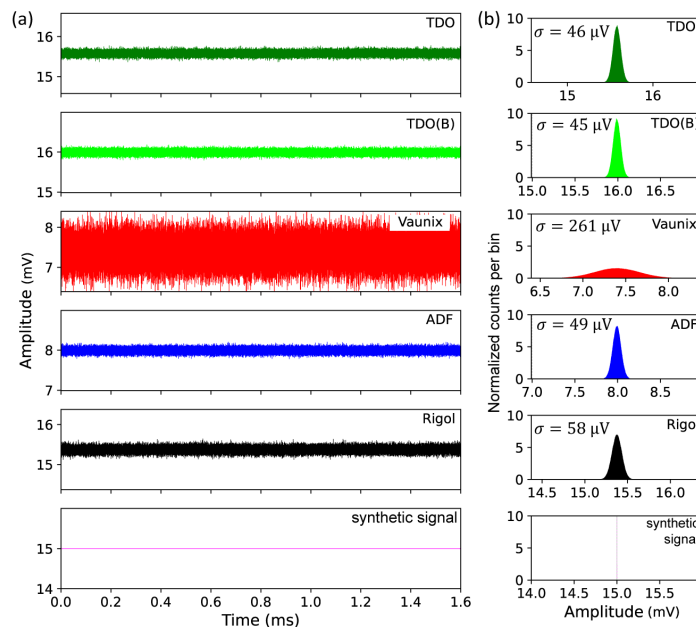 (a)
TDO
16
15
TDO(B)
16
15
Vaunix
8
7
ADF
8
7
Rigol
16
15
synthetic signal
15
14
0.0 0.2 0.4 0.6 0.8 1.0 1.2 1.4 1.6
Time (ms)
Amplitude (mV)
(b)
σ = 46 µV
TDO
10
5
0
15 16
σ = 45 µV
TDO(B)
10
5
0
15.0 15.5 16.0 16.5
σ = 261 µV
Vaunix
10
5
0
6.5 7.0 7.5 8.0
σ = 49 µV
ADF
10
5
0
7.0 7.5 8.0 8.5
σ = 58 µV
Rigol
10
5
0
14.5 15.0 15.5 16.0
synthetic
signal
10
5
0
14.0 14.5 15.0 15.5
Amplitude (mV)
Normalized counts per bin